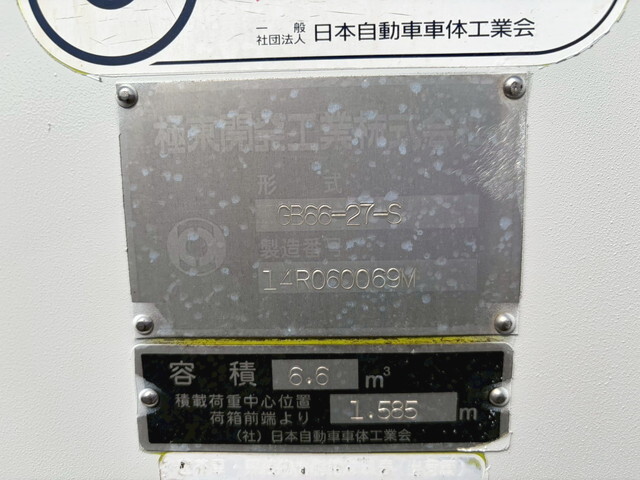 一般
社団法人 日本自動車車体工業会
極東開発工業株式会社
形 式
GB66-27-S
製造番号
14R060069M
容 積 6.6 m³
積載荷重中心位置
荷箱前端より 1.585 m
(社) 日本自動車車体工業会